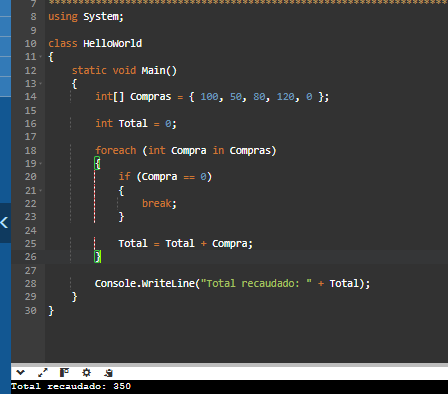 7 ****************************************************************
8 using System;
9
10 class HelloWorld
11 {
12 static void Main()
13 {
14 int[] Compras = { 100, 50, 80, 120, 0 };
15
16 int Total = 0;
17
18 foreach (int Compra in Compras)
19 {
20 if (Compra == 0)
21 {
22 break;
23 }
24
25 Total = Total + Compra;
26 }
27
28 Console.WriteLine("Total recaudado: " + Total);
29 }
30 }
Total recaudado: 350